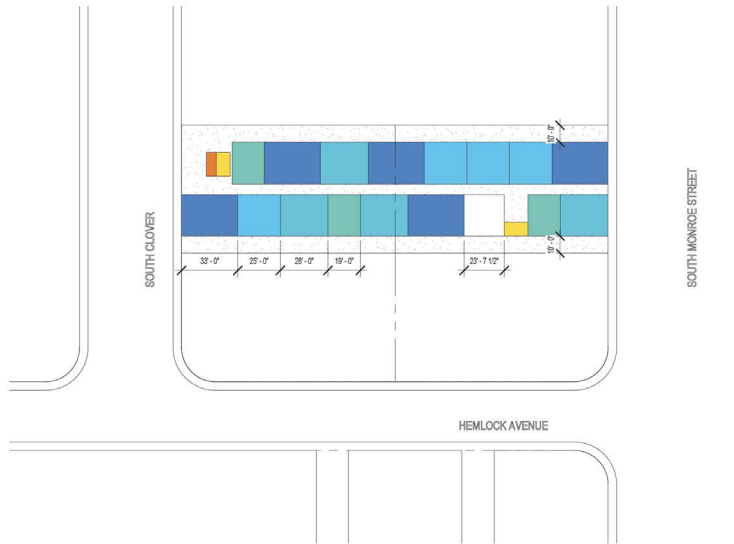 10' - 0"
SOUTH CLOVER
SOUTH MONROE STREET
10' - 0"
33' - 0"
25' - 0"
28' - 0"
19' - 0"
23' - 7 1/2"
HEMLOCK AVENUE